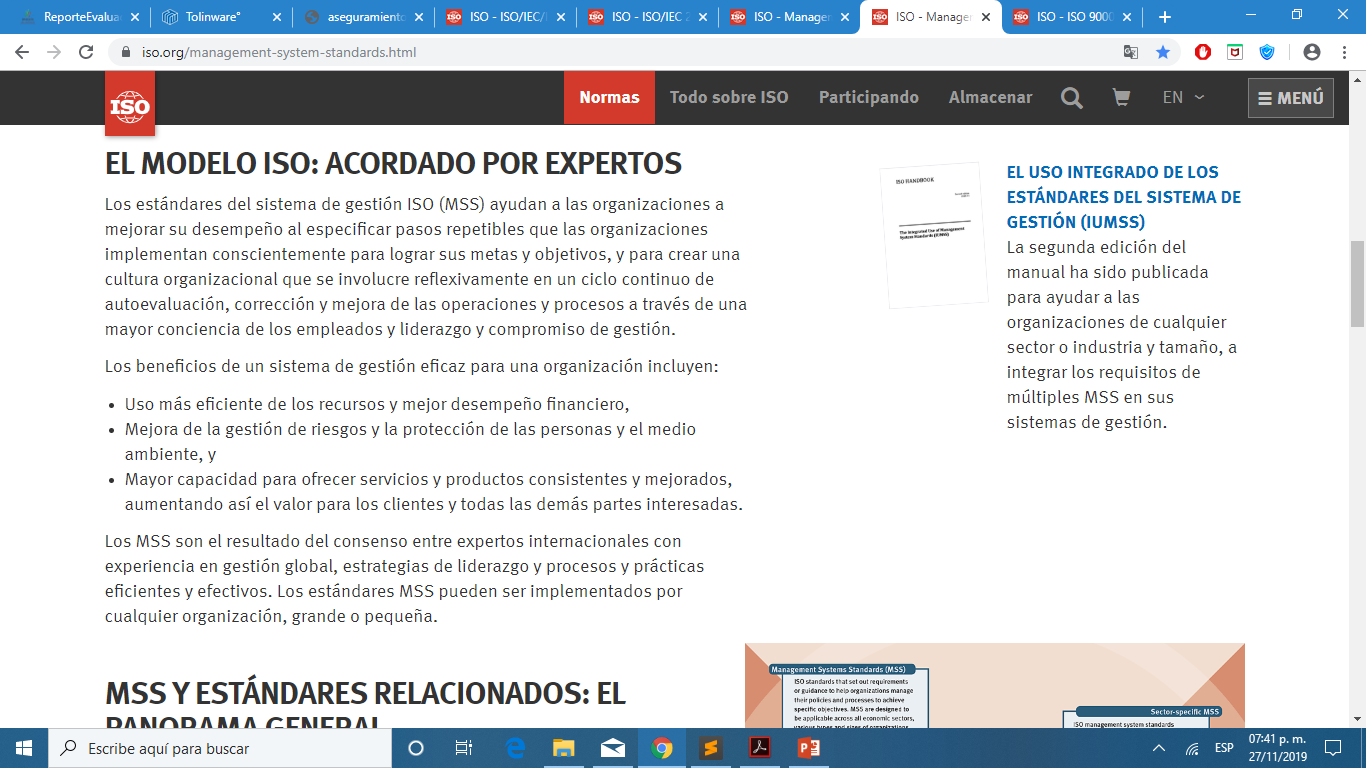 ReporteEvalua
Tolinware°
aseguramiento
ISO - ISO/IEC/
ISO - ISO/IEC 2
ISO - Manager
ISO - Manager
ISO - ISO 9000
iso.org/management-system-standards.html
ISO
Normas
Todo sobre ISO
Participando
Almacenar
EN
MENÚ
EL MODELO ISO: ACORDADO POR EXPERTOS
Los estándares del sistema de gestión ISO (MSS) ayudan a las organizaciones a
mejorar su desempeño al especificar pasos repetibles que las organizaciones
implementan conscientemente para lograr sus metas y objetivos, y para crear una
cultura organizacional que se involucre reflexivamente en un ciclo continuo de
autoevaluación, corrección y mejora de las operaciones y procesos a través de una
mayor conciencia de los empleados y liderazgo y compromiso de gestión.
Los beneficios de un sistema de gestión eficaz para una organización incluyen:
• Uso más eficiente de los recursos y mejor desempeño financiero,
• Mejora de la gestión de riesgos y la protección de las personas y el medio
ambiente, y
• Mayor capacidad para ofrecer servicios y productos consistentes y mejorados,
aumentando así el valor para los clientes y todas las demás partes interesadas.
Los MSS son el resultado del consenso entre expertos internacionales con
experiencia en gestión global, estrategias de liderazgo y procesos y prácticas
eficientes y efectivos. Los estándares MSS pueden ser implementados por
cualquier organización, grande o pequeña.
ISO HANDBOOK
The Integrated Use of Management
System Standards (IUMSS)
EL USO INTEGRADO DE LOS
ESTÁNDARES DEL SISTEMA DE
GESTIÓN (IUMSS)
La segunda edición del
manual ha sido publicada
para ayudar a las
organizaciones de cualquier
sector o industria y tamaño, a
integrar los requisitos de
múltiples MSS en sus
sistemas de gestión.
MSS Y ESTÁNDARES RELACIONADOS: EL
PANORAMA GENERAL
Management Systems Standards (MSS)
ISO standards that set out requirements
or guidance to help organizations manage
their policies and processes to achieve
specific objectives. MSS are designed to
be applicable across all economic sectors,
various types and sizes of organizations
Sector-specific MSS
ISO management system standards
Escribe aquí para buscar
ESP
07:41 p. m.
27/11/2019